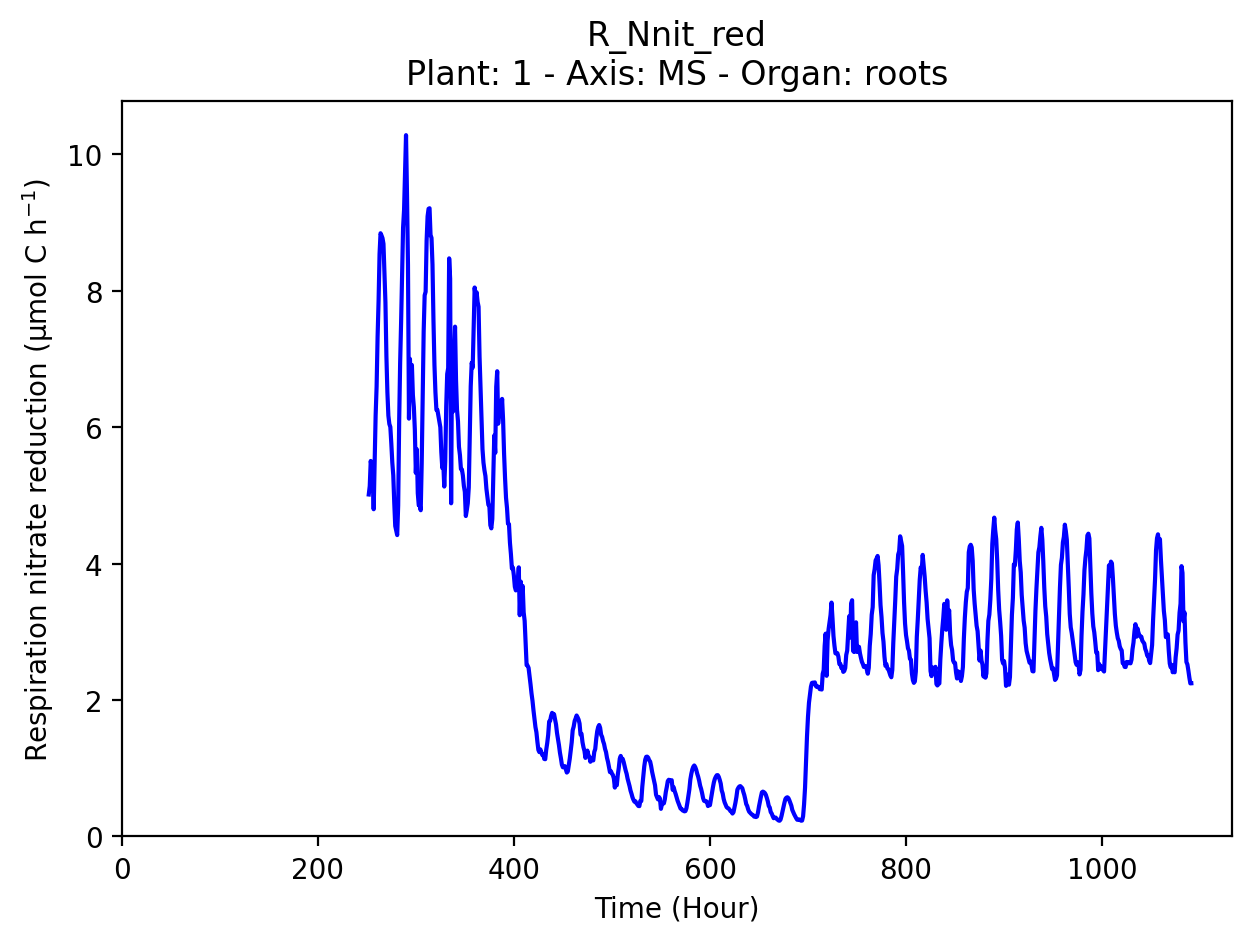 R_Nnit_red
Plant: 1 - Axis: MS - Organ: roots
Respiration nitrate reduction (µmol C h⁻¹)
10
8
6
4
2
0
0 200 400 600 800 1000
Time (Hour)